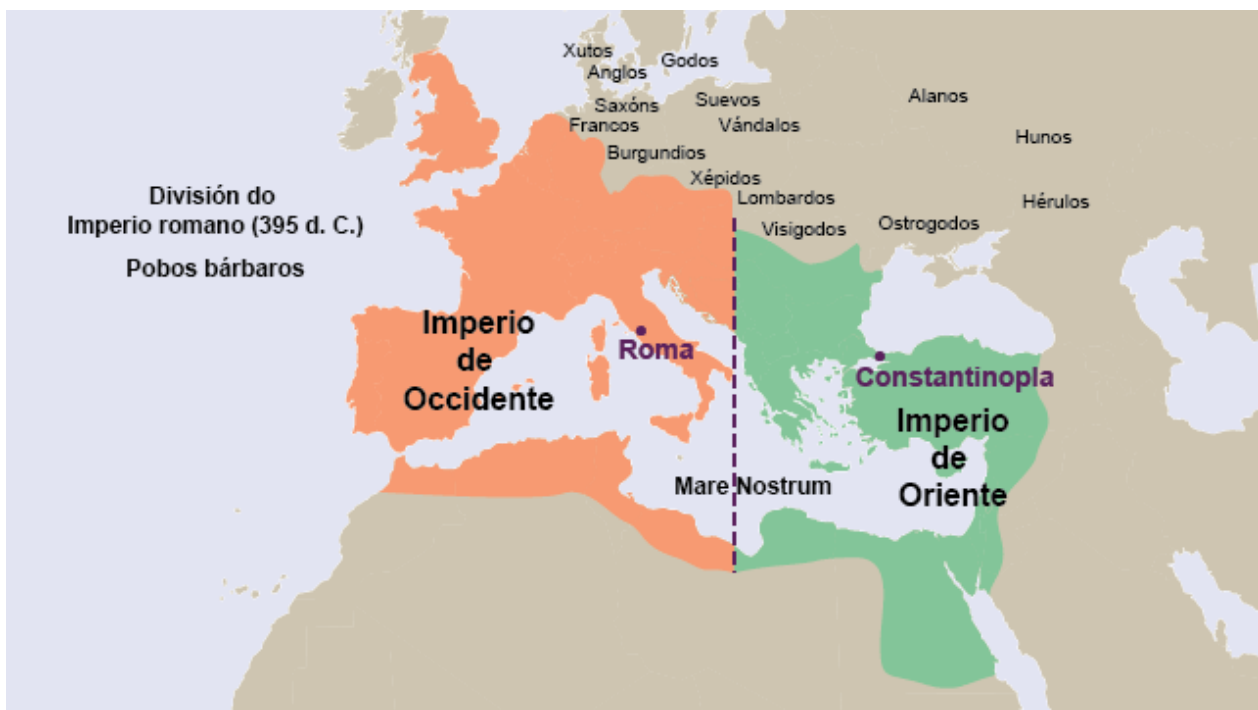 Xutos
Anglos
Godos
Saxóns
Francos
Suevos
Vándalos
Burgundios
Xépidos
Lombardos
Visigodos
Ostrogodos
Alanos
Hunos
Hérulos
División do
Imperio romano (395 d. C.)
Pobos bárbaros
Imperio
de
Occidente
Roma
Constantinopla
Imperio
de
Oriente
Mare Nostrum